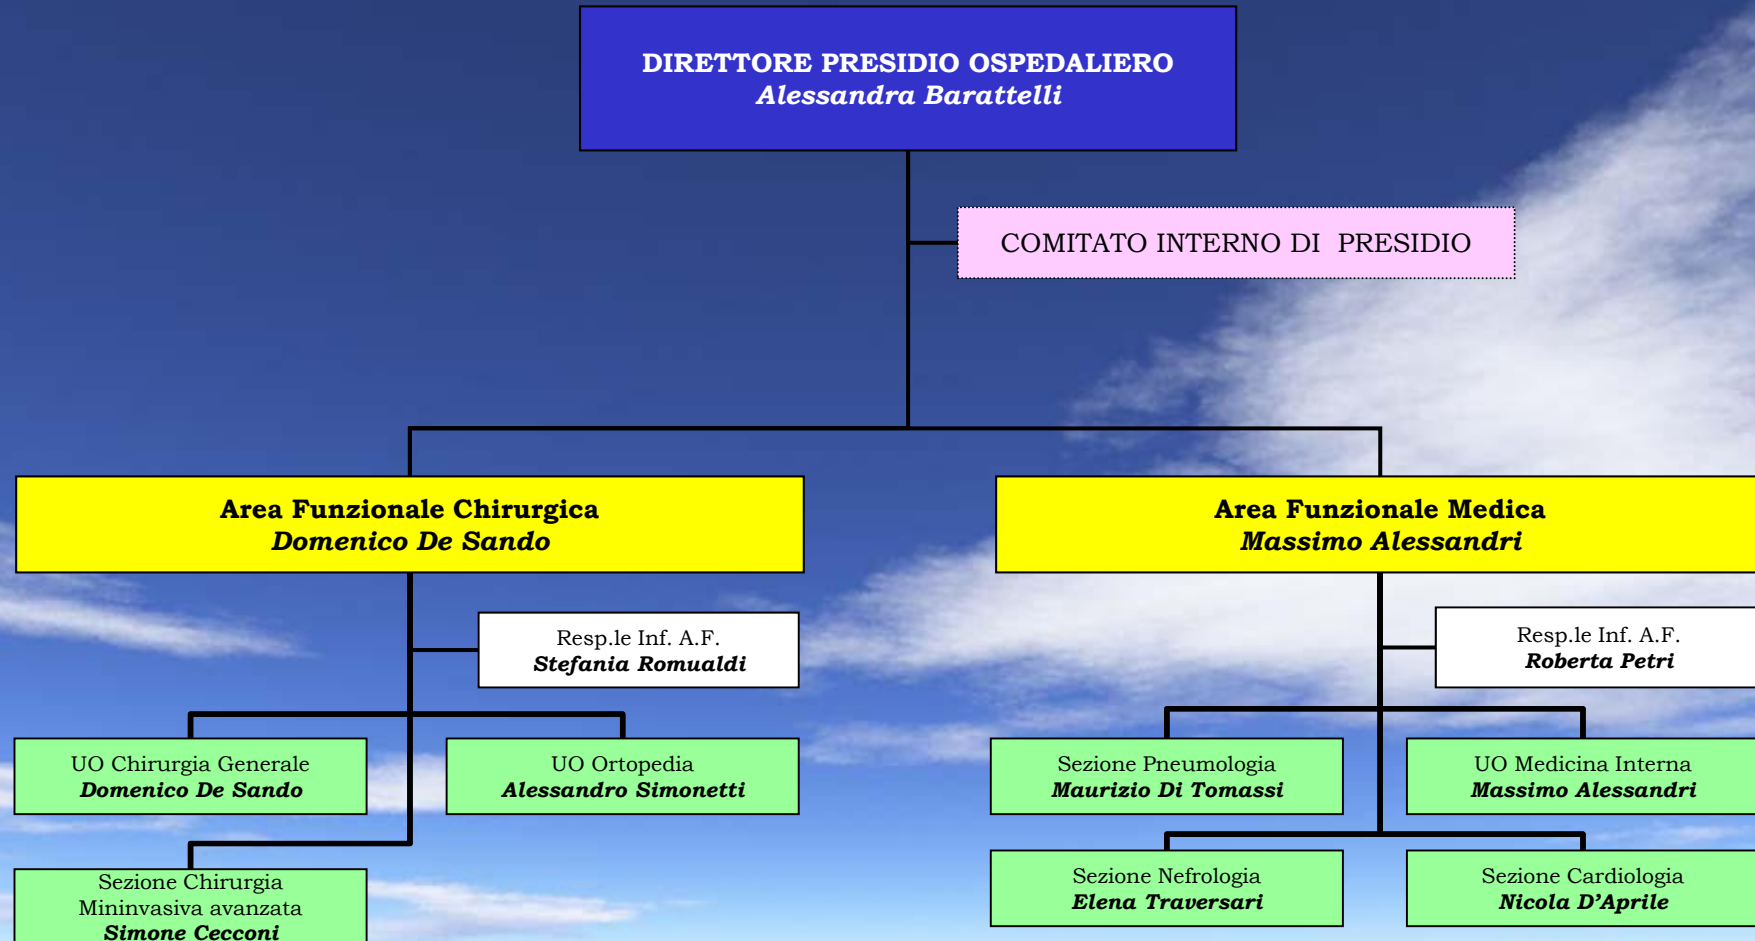 DIRETTORE PRESIDIO OSPEDALIERO
Alessandra Barattelli
COMITATO INTERNO DI PRESIDIO
Area Funzionale Chirurgica
Domenico De Sando
Area Funzionale Medica
Massimo Alessandri
Resp.le Inf. A.F.
Stefania Romualdi
Resp.le Inf. A.F.
Roberta Petri
UO Chirurgia Generale
Domenico De Sando
UO Ortopedia
Alessandro Simonetti
Sezione Pneumologia
Maurizio Di Tomassi
UO Medicina Interna
Massimo Alessandri
Sezione Chirurgia
Mininvasiva avanzata
Simone Cecconi
Sezione Nefrologia
Elena Traversari
Sezione Cardiologia
Nicola D'Aprile